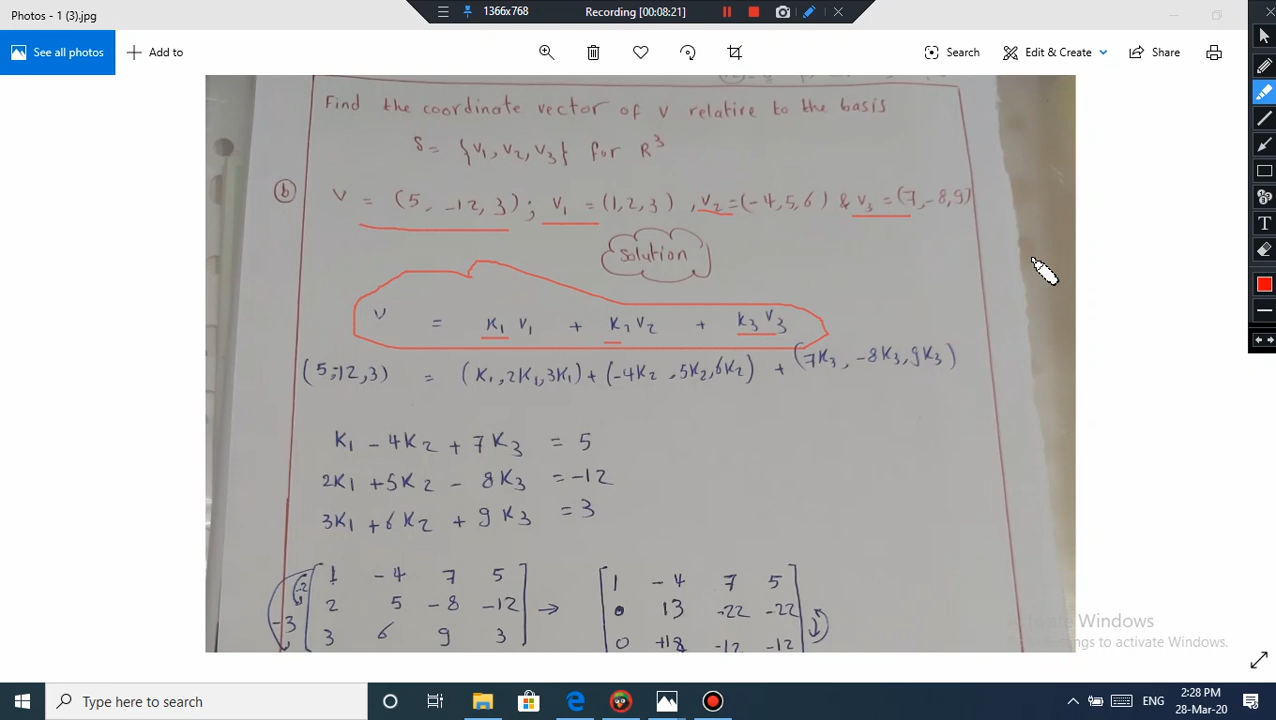 Photos - 1 (3).jpg
1366x768 Recording [00:08:21]
See all photos Add to Search Edit & Create Share
Find the coordinate vector of v relative to the basis
S = {v1, v2, v3} for R³
b v = (5, -12, 3); v1 = (1,2,3), v2 = (-4,5,6) & v3 = (7,-8,9)
Solution
v = K1 v1 + K2 v2 + K3 v3
(5,-12,3) = (K1,2K1,3K1) + (-4K2,5K2,6K2) + (7K3,-8K3,9K3)
K1 - 4K2 + 7K3 = 5
2K1 + 5K2 - 8K3 = -12
3K1 + 6K2 + 9K3 = 3
1 -4 7 5 1 -4 7 5
-2 2 5 -8 -12 → 0 13 -22 -22
-3 3 6 9 3 0 +18 -12 -12
Activate Windows
Go to Settings to activate Windows.
Type here to search
ENG
2:28 PM
28-Mar-20